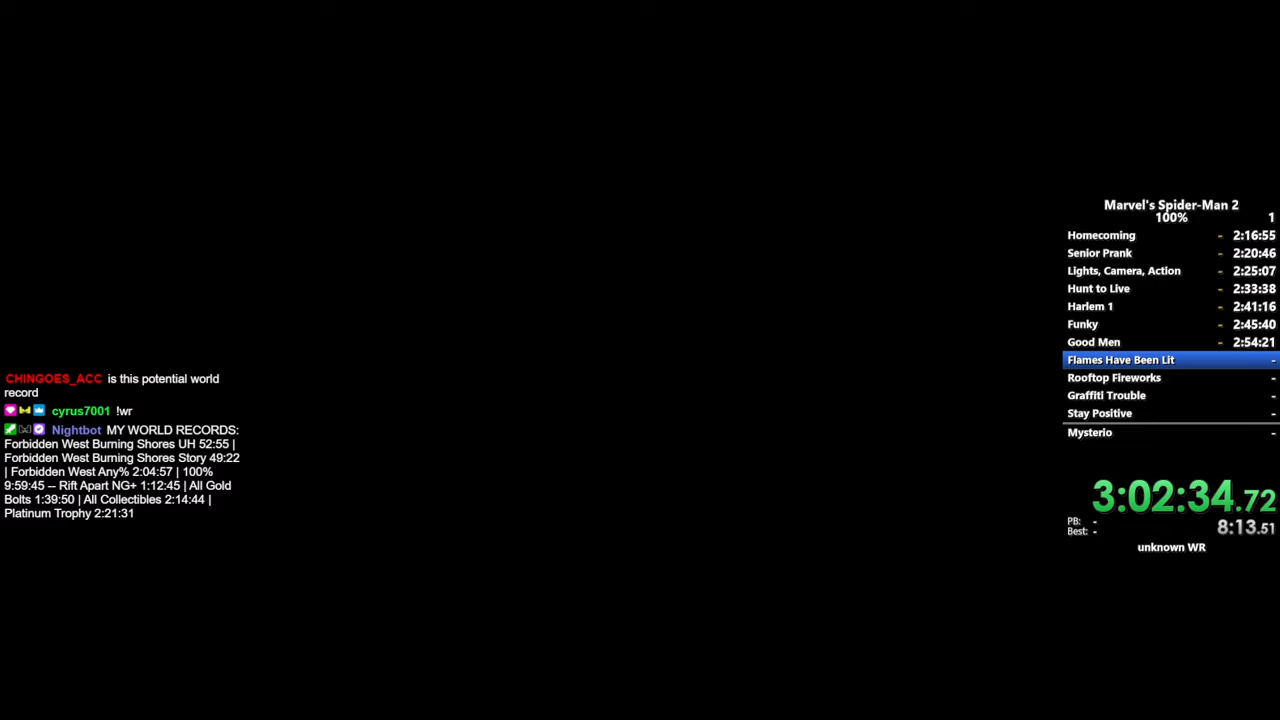 CHINGOES_ACC is this potential world
record
cyrus7001 !wr
Nightbot MY WORLD RECORDS:
Forbidden West Burning Shores UH 52:55 |
Forbidden West Burning Shores Story 49:22
| Forbidden West Any% 2:04:57 | 100%
9:59:45 -- Rift Apart NG+ 1:12:45 | All Gold
Bolts 1:39:50 | All Collectibles 2:14:44 |
Platinum Trophy 2:21:31
Marvel's Spider-Man 2
100% 1
Homecoming - 2:16:55
Senior Prank - 2:20:46
Lights, Camera, Action - 2:25:07
Hunt to Live - 2:33:38
Harlem 1 - 2:41:16
Funky - 2:45:40
Good Men - 2:54:21
Flames Have Been Lit -
Rooftop Fireworks -
Graffiti Trouble -
Stay Positive -
Mysterio -
3:02:34.72
PB: - 8:13.51
Best: -
unknown WR